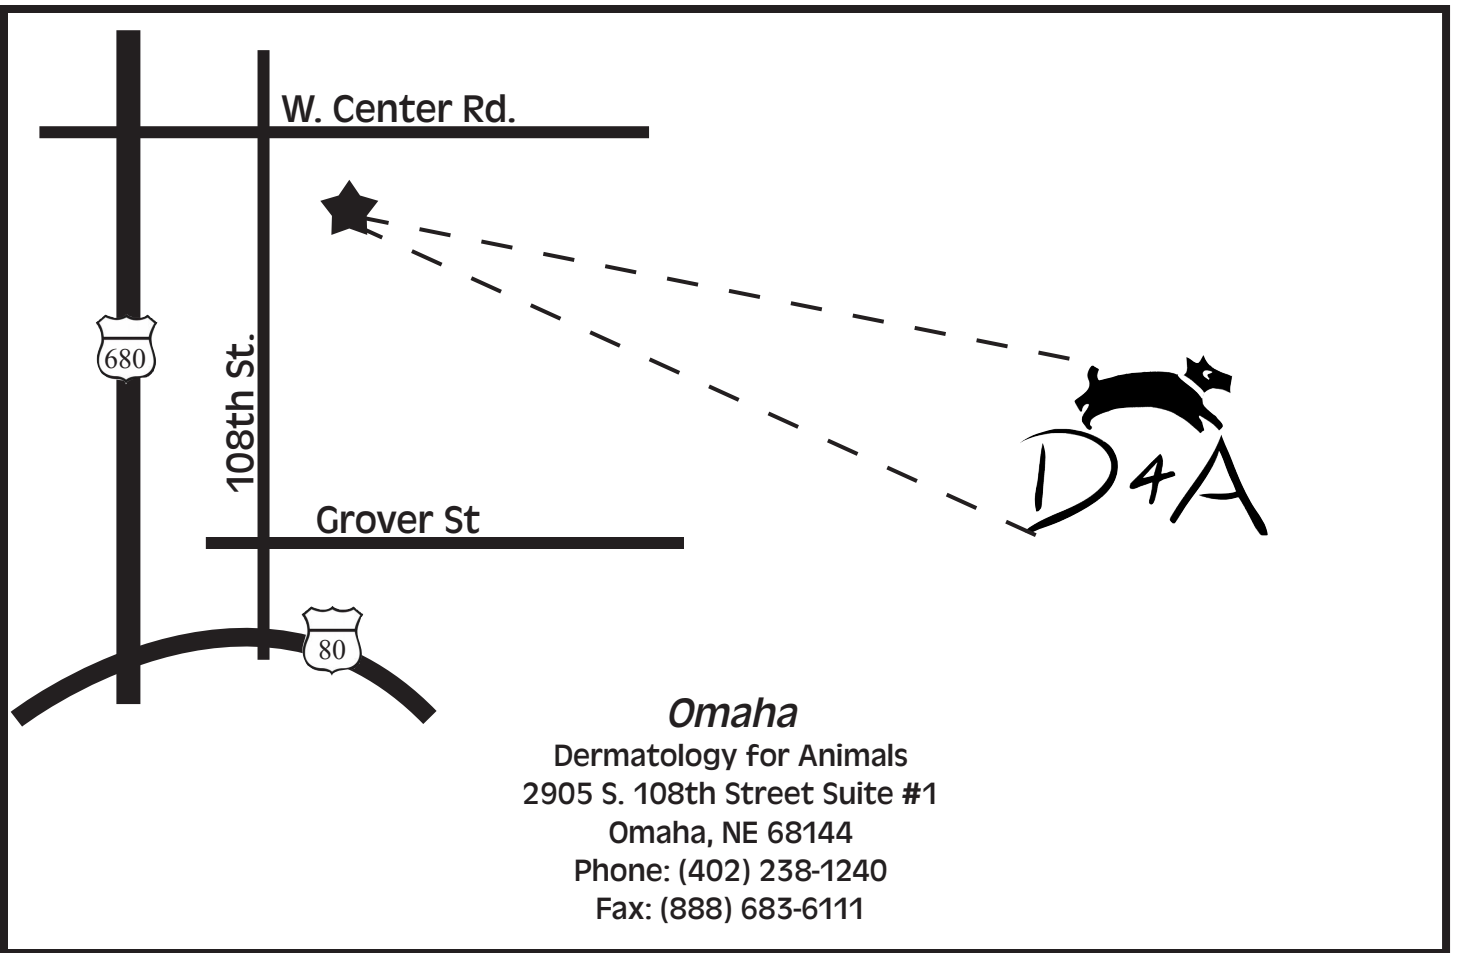 W. Center Rd.
680
108th St.
Grover St
80
D4A
Omaha
Dermatology for Animals
2905 S. 108th Street Suite #1
Omaha, NE 68144
Phone: (402) 238-1240
Fax: (888) 683-6111